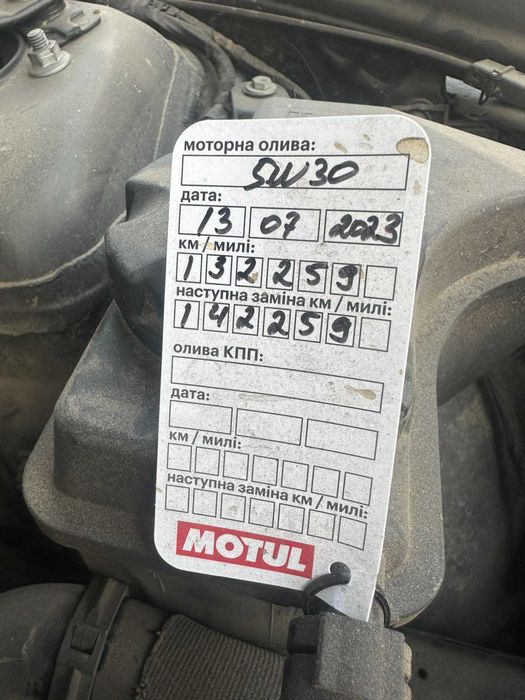 моторна олива:
5W30
дата:
13 07 2023
км / милі:
132259
наступна заміна км / милі:
142259
олива КПП:
дата:
км / милі:
наступна заміна км / милі:
MOTUL